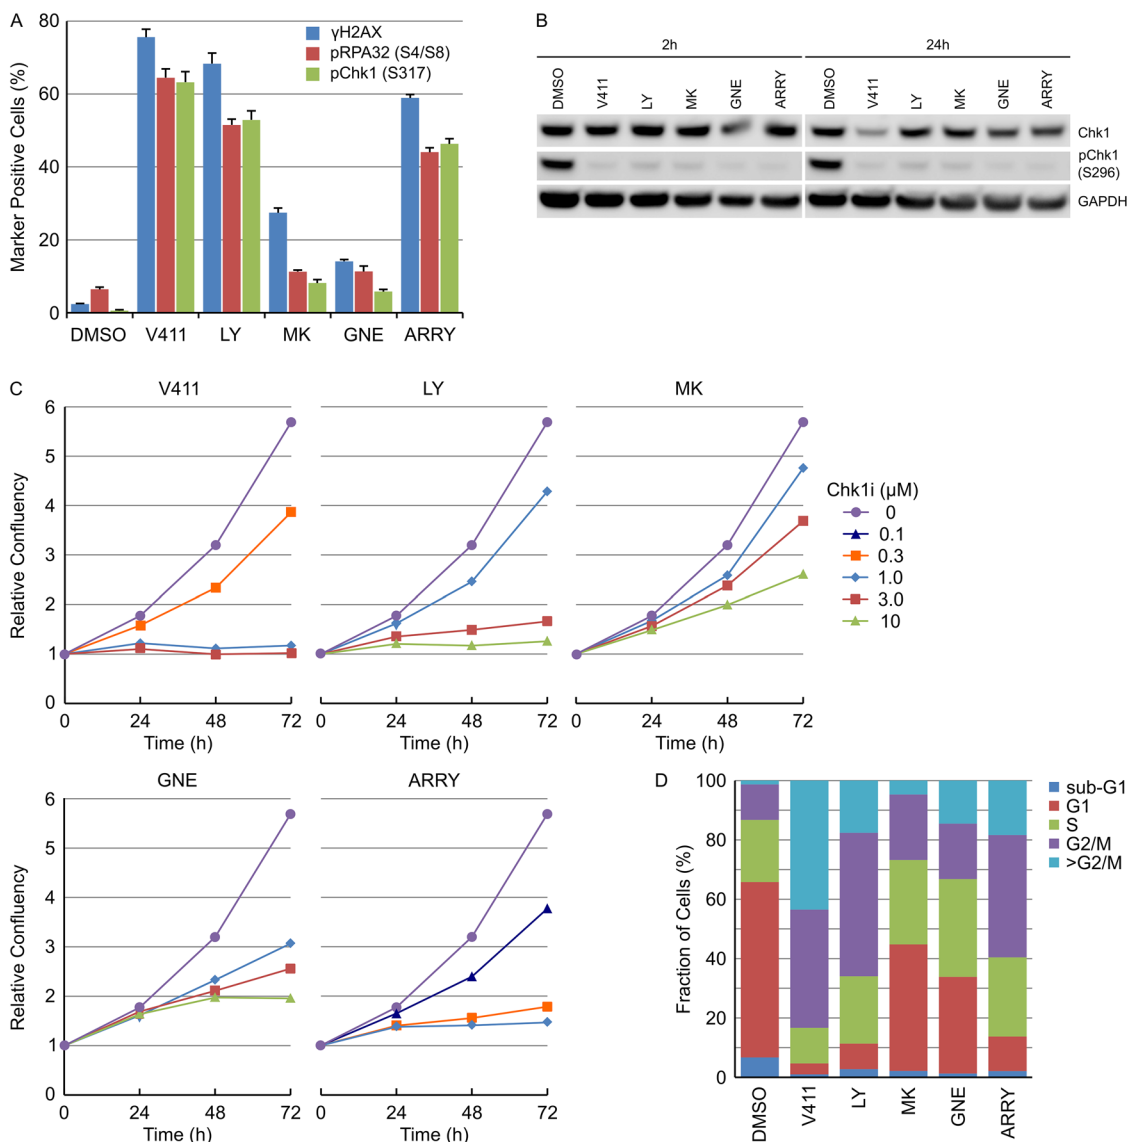 A
Marker Positive Cells (%)
80
60
40
20
0
γH2AX
pRPA32 (S4/S8)
pChk1 (S317)
DMSO V411 LY MK GNE ARRY
B
2h 24h
DMSO V411 LY MK GNE ARRY DMSO V411 LY MK GNE ARRY
Chk1
pChk1
(S296)
GAPDH
C
V411 LY MK
Relative Confluency
6
5
4
3
2
1
0
0 24 48 72 0 24 48 72 0 24 48 72
Time (h) Time (h) Time (h)
Chk1i (μM)
0
0.1
0.3
1.0
3.0
10
GNE ARRY
Relative Confluency
6
5
4
3
2
1
0
0 24 48 72 0 24 48 72
Time (h) Time (h)
D
Fraction of Cells (%)
100
80
60
40
20
0
sub-G1
G1
S
G2/M
>G2/M
DMSO V411 LY MK GNE ARRY